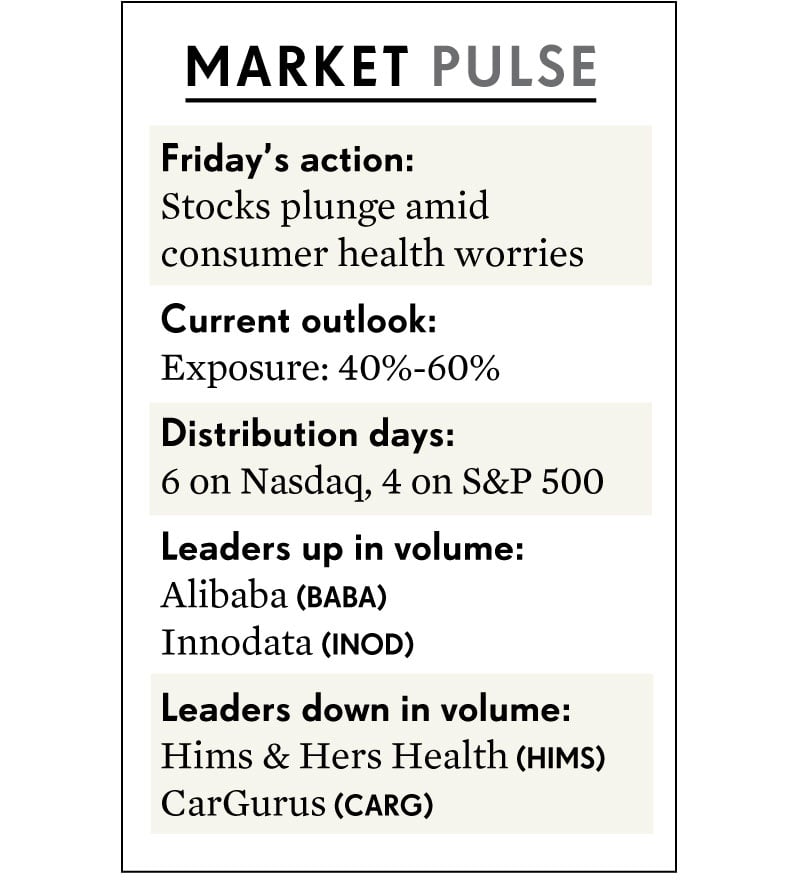 MARKET PULSE
Friday’s action:
Stocks plunge amid
consumer health worries
Current outlook:
Exposure: 40%-60%
Distribution days:
6 on Nasdaq, 4 on S&P 500
Leaders up in volume:
Alibaba (BABA)
Innodata (INOD)
Leaders down in volume:
Hims & Hers Health (HIMS)
CarGurus (CARG)